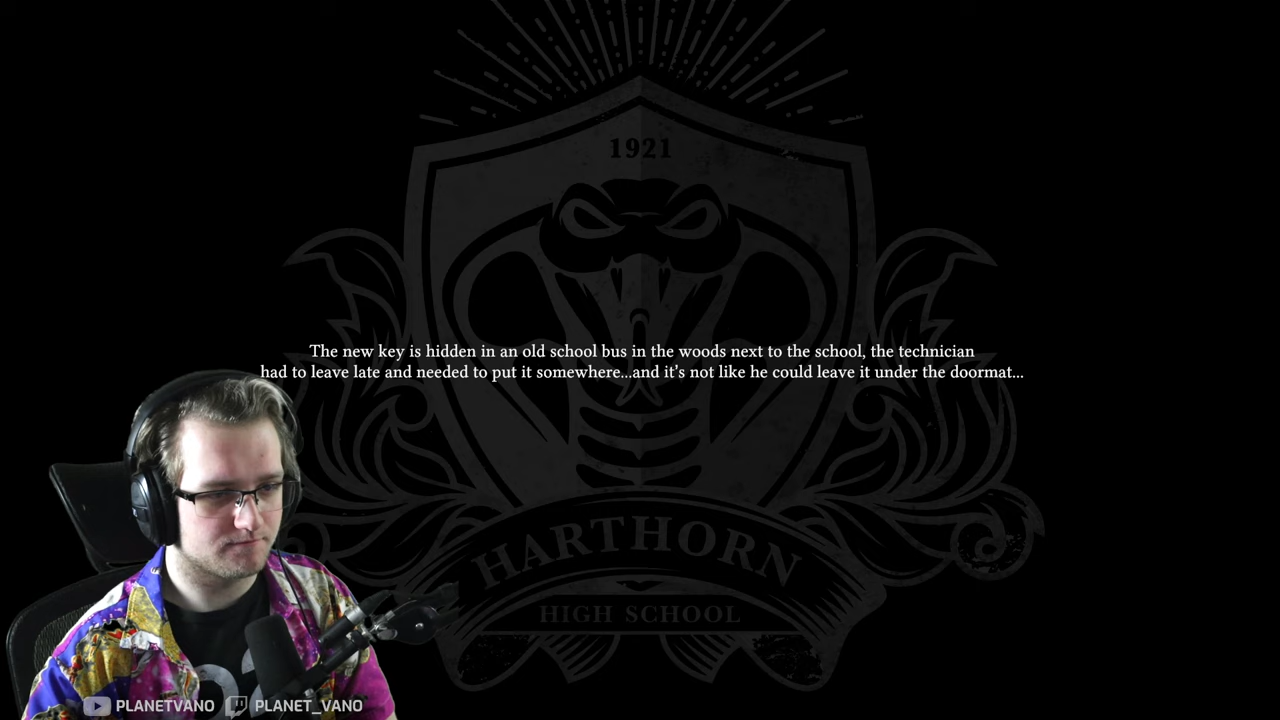 1921
The new key is hidden in an old school bus in the woods next to the school, the technician
had to leave late and needed to put it somewhere...and it's not like he could leave it under the doormat...
HARTHORN
HIGH SCHOOL
PLANETVANO PLANET_VANO